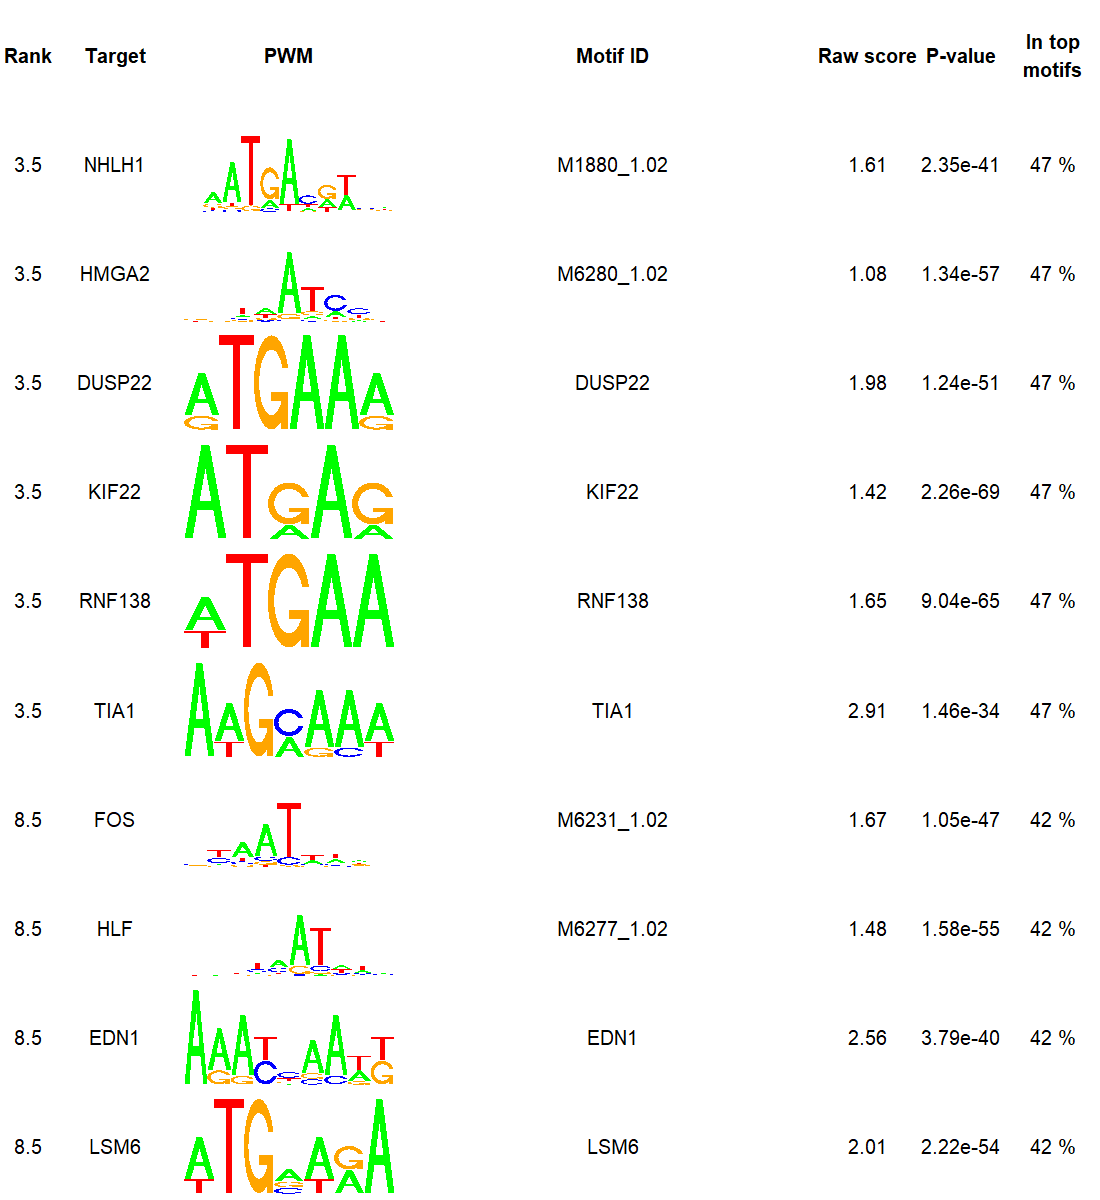 Rank Target PWM Motif ID Raw score P-value In top motifs
3.5 NHLH1 M1880_1.02 1.61 2.35e-41 47 %
3.5 HMGA2 M6280_1.02 1.08 1.34e-57 47 %
3.5 DUSP22 DUSP22 1.98 1.24e-51 47 %
3.5 KIF22 KIF22 1.42 2.26e-69 47 %
3.5 RNF138 RNF138 1.65 9.04e-65 47 %
3.5 TIA1 TIA1 2.91 1.46e-34 47 %
8.5 FOS M6231_1.02 1.67 1.05e-47 42 %
8.5 HLF M6277_1.02 1.48 1.58e-55 42 %
8.5 EDN1 EDN1 2.56 3.79e-40 42 %
8.5 LSM6 LSM6 2.01 2.22e-54 42 %